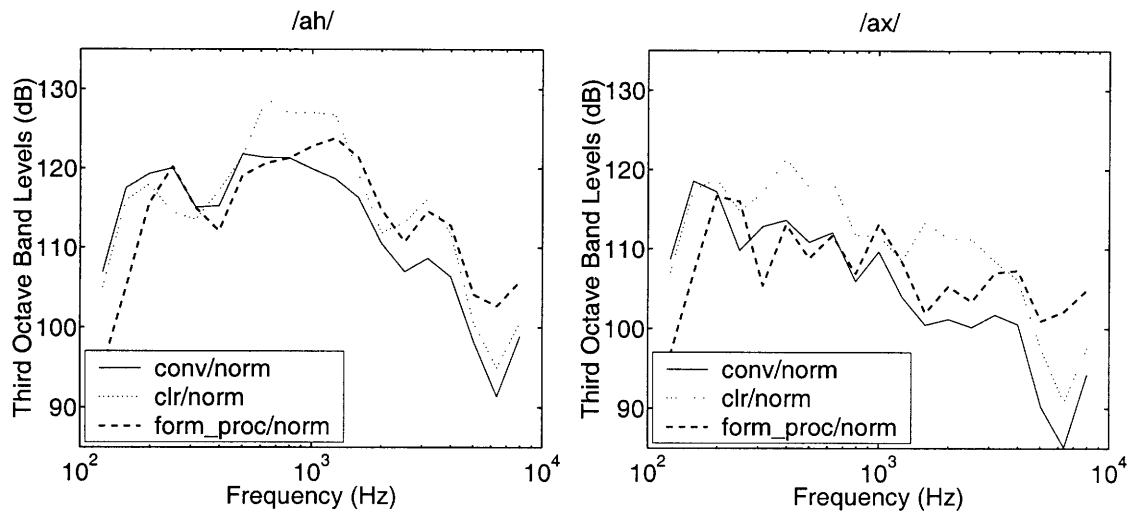 /ah/
Third Octave Band Levels (dB)
130
120
110
100
90
conv/norm
clr/norm
form_proc/norm
10^2
10^3
10^4
Frequency (Hz)
/ax/
Third Octave Band Levels (dB)
130
120
110
100
90
conv/norm
clr/norm
form_proc/norm
10^2
10^3
10^4
Frequency (Hz)